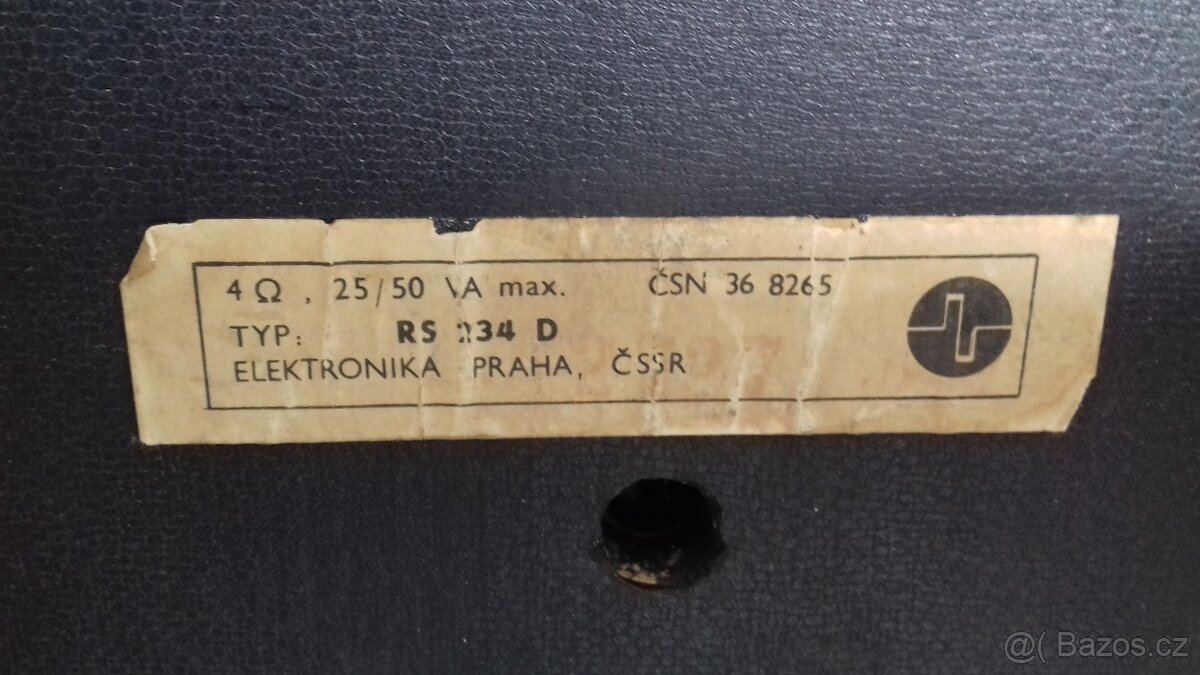 4 Ω , 25/50 VA max. ČSN 36 8265
TYP: RS 234 D
ELEKTRONIKA PRAHA, ČSSR
@( Bazos.cz